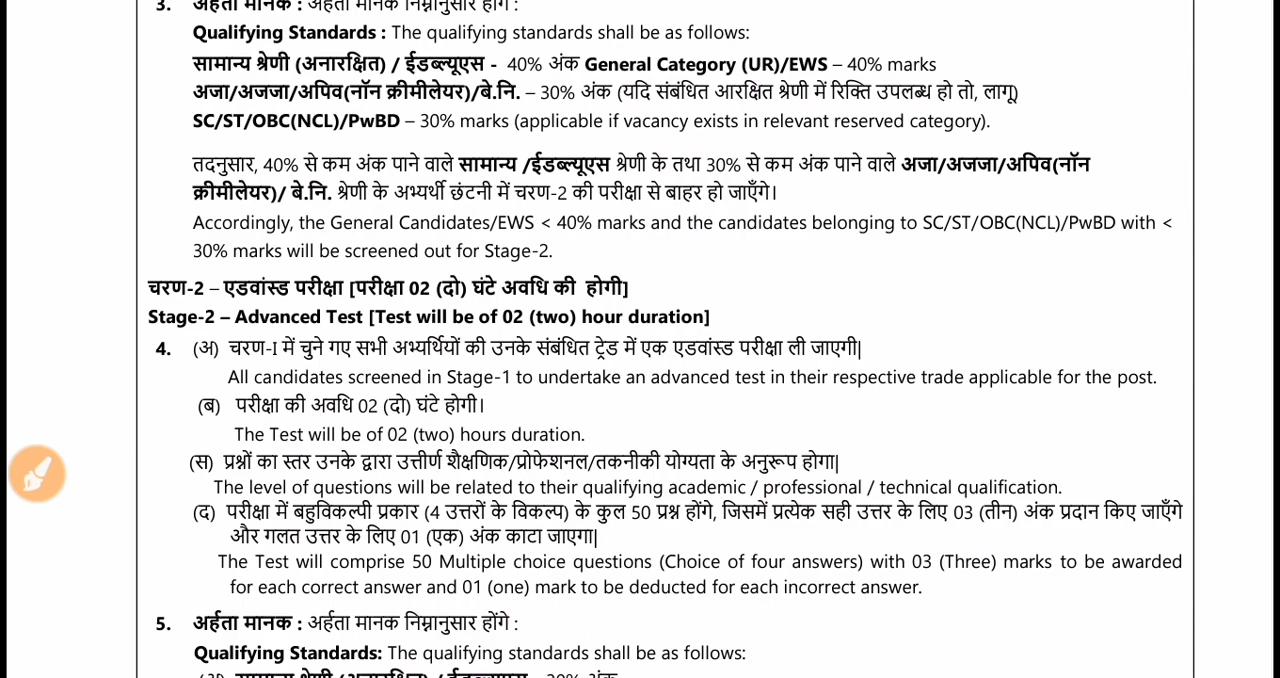 3. अर्हता मानक : अर्हता मानक निम्नानुसार होंगे :
Qualifying Standards : The qualifying standards shall be as follows:
सामान्य श्रेणी (अनारक्षित) / ईडब्ल्यूएस - 40% अंक General Category (UR)/EWS – 40% marks
अजा/अजजा/अपिव(नॉन क्रीमीलेयर)/बे.नि. – 30% अंक (यदि संबंधित आरक्षित श्रेणी में रिक्ति उपलब्ध हो तो, लागू)
SC/ST/OBC(NCL)/PwBD – 30% marks (applicable if vacancy exists in relevant reserved category).
तदनुसार, 40% से कम अंक पाने वाले सामान्य /ईडब्ल्यूएस श्रेणी के तथा 30% से कम अंक पाने वाले अजा/अजजा/अपिव(नॉन
क्रीमीलेयर)/ बे.नि. श्रेणी के अभ्यर्थी छंटनी में चरण-2 की परीक्षा से बाहर हो जाएँगे।
Accordingly, the General Candidates/EWS < 40% marks and the candidates belonging to SC/ST/OBC(NCL)/PwBD with <
30% marks will be screened out for Stage-2.
चरण-2 – एडवांस्ड परीक्षा [परीक्षा 02 (दो) घंटे अवधि की होगी]
Stage-2 – Advanced Test [Test will be of 02 (two) hour duration]
4. (अ) चरण-I में चुने गए सभी अभ्यर्थियों की उनके संबंधित ट्रेड में एक एडवांस्ड परीक्षा ली जाएगी|
All candidates screened in Stage-1 to undertake an advanced test in their respective trade applicable for the post.
(ब) परीक्षा की अवधि 02 (दो) घंटे होगी।
The Test will be of 02 (two) hours duration.
(स) प्रश्नों का स्तर उनके द्वारा उत्तीर्ण शैक्षणिक/प्रोफेशनल/तकनीकी योग्यता के अनुरूप होगा|
The level of questions will be related to their qualifying academic / professional / technical qualification.
(द) परीक्षा में बहुविकल्पी प्रकार (4 उत्तरों के विकल्प) के कुल 50 प्रश्न होंगे, जिसमें प्रत्येक सही उत्तर के लिए 03 (तीन) अंक प्रदान किए जाएँगे
और गलत उत्तर के लिए 01 (एक) अंक काटा जाएगा|
The Test will comprise 50 Multiple choice questions (Choice of four answers) with 03 (Three) marks to be awarded
for each correct answer and 01 (one) mark to be deducted for each incorrect answer.
5. अर्हता मानक : अर्हता मानक निम्नानुसार होंगे :
Qualifying Standards: The qualifying standards shall be as follows:
(अ) सामान्य श्रेणी (अनारक्षित) / ईडब्ल्यूएस - 30% अंक